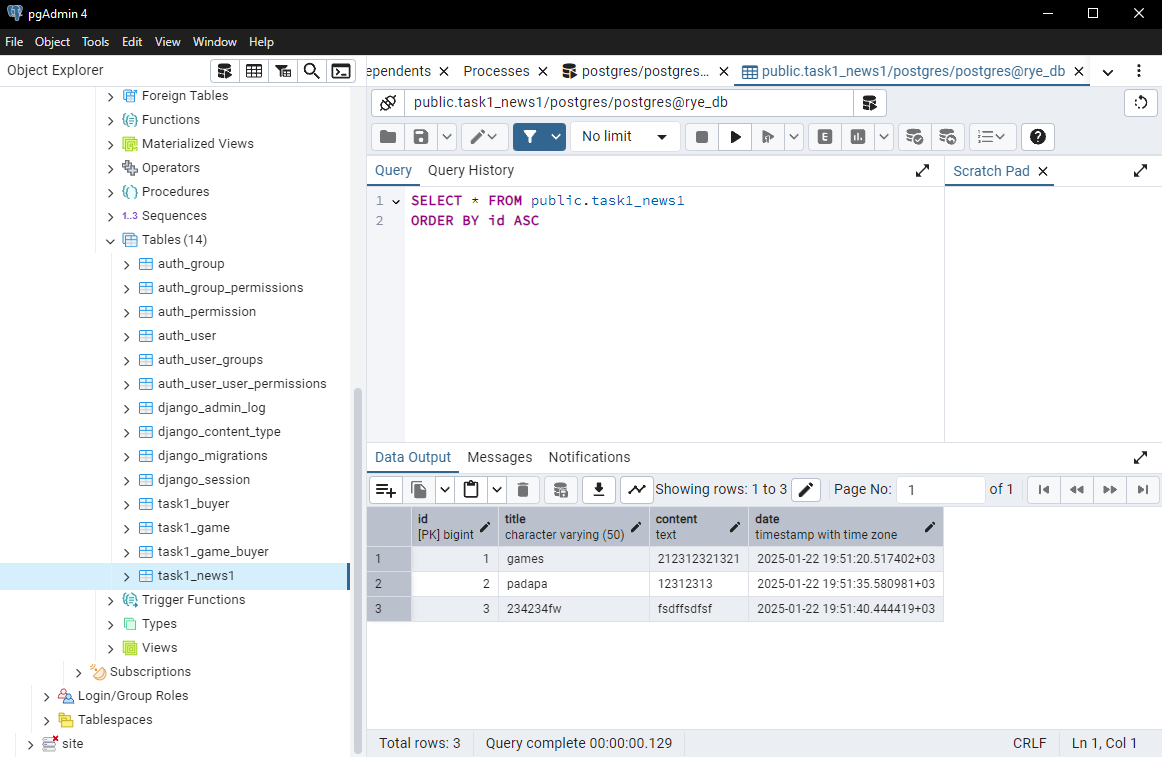 pgAdmin 4
File Object Tools Edit View Window Help
Object Explorer
ependents Processes postgres/postgres... public.task1_news1/postgres/postgres@rye_db
public.task1_news1/postgres/postgres@rye_db
No limit
E
Query Query History
Scratch Pad
1 SELECT * FROM public.task1_news1
2 ORDER BY id ASC
Foreign Tables
Functions
Materialized Views
Operators
Procedures
1..3 Sequences
Tables (14)
auth_group
auth_group_permissions
auth_permission
auth_user
auth_user_groups
auth_user_user_permissions
django_admin_log
django_content_type
django_migrations
django_session
task1_buyer
task1_game
task1_game_buyer
task1_news1
Trigger Functions
Types
Views
Subscriptions
Login/Group Roles
Tablespaces
site
Data Output Messages Notifications
Showing rows: 1 to 3 Page No: 1 of 1
id title content date
[PK] bigint character varying (50) text timestamp with time zone
1 1 games 212312321321 2025-01-22 19:51:20.517402+03
2 2 padapa 12312313 2025-01-22 19:51:35.580981+03
3 3 234234fw fsdffsdfsf 2025-01-22 19:51:40.444419+03
Total rows: 3 Query complete 00:00:00.129 CRLF Ln 1, Col 1